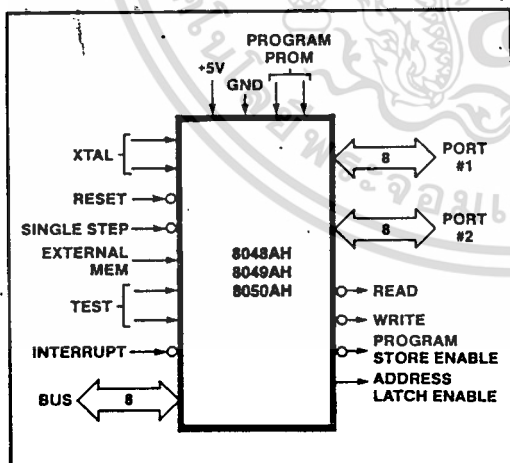 PROGRAM
PROM
+5V
GND
XTAL
RESET
SINGLE STEP
EXTERNAL
MEM
TEST
INTERRUPT
BUS
8
8048AH
8049AH
8050AH
8
PORT
#1
8
PORT
#2
READ
WRITE
PROGRAM
STORE ENABLE
ADDRESS
LATCH ENABLE